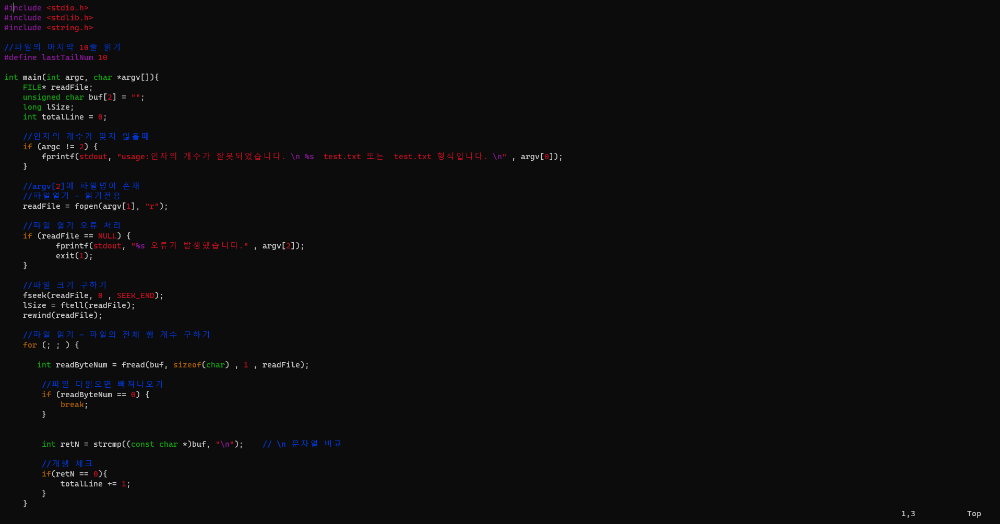 #include <stdio.h>
#include <stdlib.h>
#include <string.h>
//파일의 마지막 10줄 읽기
#define lastTailNum 10
int main(int argc, char *argv[]){
FILE* readFile;
unsigned char buf[2] = "";
long lSize;
int totalLine = 0;
//인자의 개수가 맞지 않을때
if (argc != 2) {
fprintf(stdout, "usage:인자의 개수가 잘못되었습니다. \n %s  test.txt 또는  test.txt 형식입니다. \n" , argv[0]);
}
//argv[2]에 파일명이 존재
//파일열기 - 읽기전용
readFile = fopen(argv[1], "r");
//파일 열기 오류 처리
if (readFile == NULL) {
fprintf(stdout, "%s 오류가 발생했습니다." , argv[2]);
exit(1);
}
//파일 크기 구하기
fseek(readFile, 0 , SEEK_END);
lSize = ftell(readFile);
rewind(readFile);
//파일 읽기 - 파일의 전체 행 개수 구하기
for (; ; ) {
int readByteNum = fread(buf, sizeof(char) , 1 , readFile);
//파일 다읽으면 빠져나오기
if (readByteNum == 0) {
break;
}
int retN = strcmp((const char *)buf, "\n");    // \n 문자열 비교
//개행 체크
if(retN == 0){
totalLine += 1;
}
}
1,3 Top